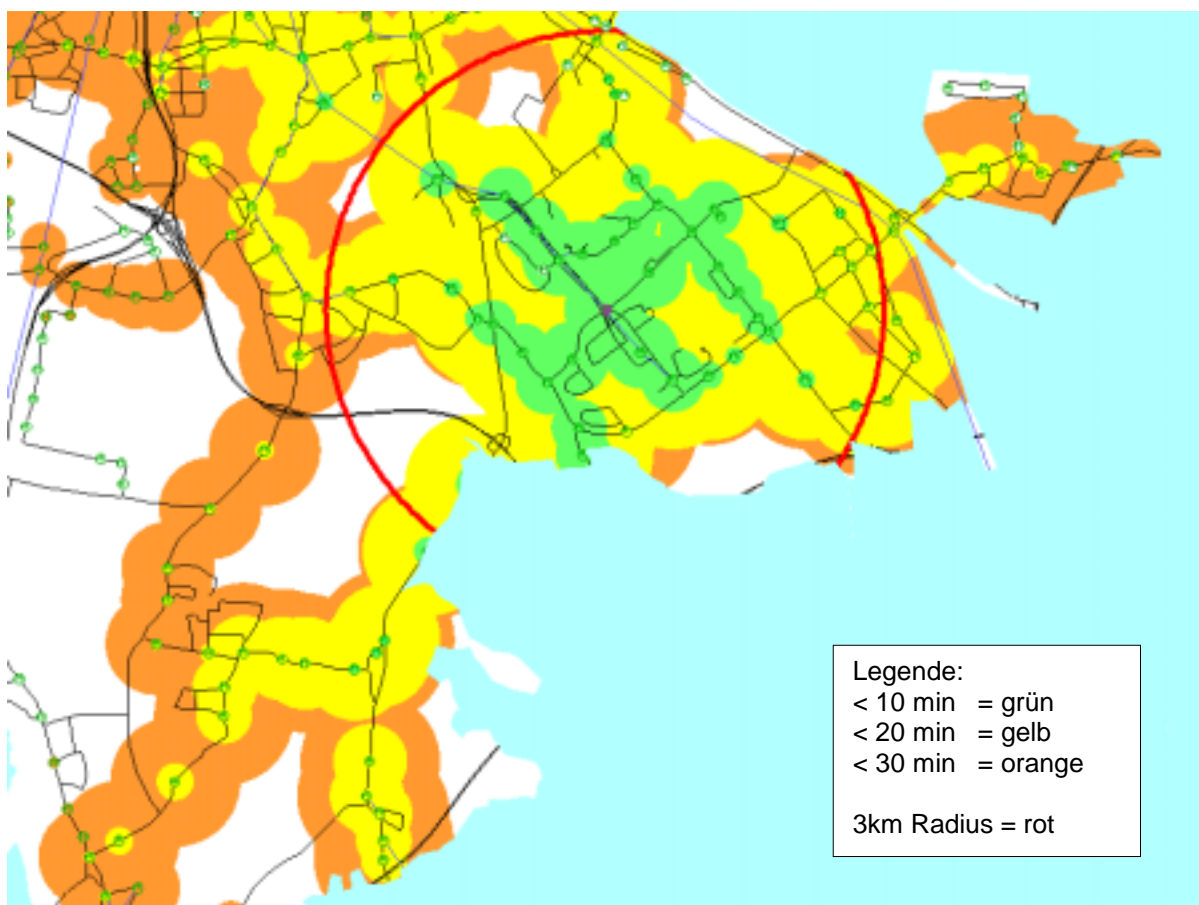 Legende:
< 10 min = grün
< 20 min = gelb
< 30 min = orange
3km Radius = rot